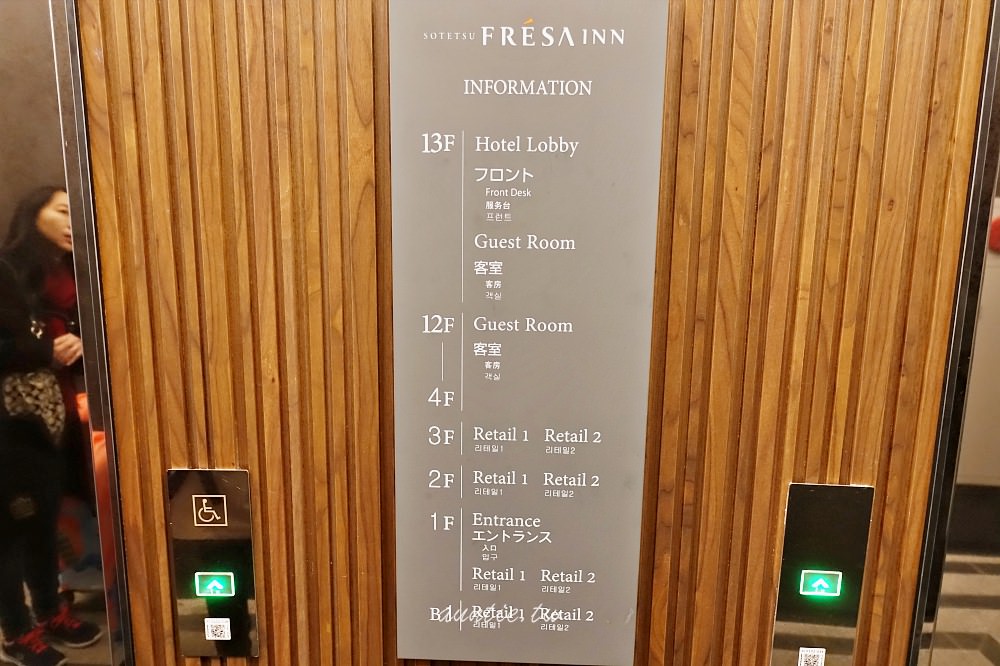 SOTETSU FRÉSA INN
INFORMATION
13F Hotel Lobby
フロント
Front Desk
服务台
프런트
Guest Room
客室
客房
객실
12F Guest Room
客室
客房
객실
4F
3F Retail 1 Retail 2
리테일1 리테일2
2F Retail 1 Retail 2
리테일1 리테일2
1F Entrance
エントランス
入口
입구
Retail 1 Retail 2
리테일1 리테일2
B1 Retail 1 Retail 2
리테일1 리테일2